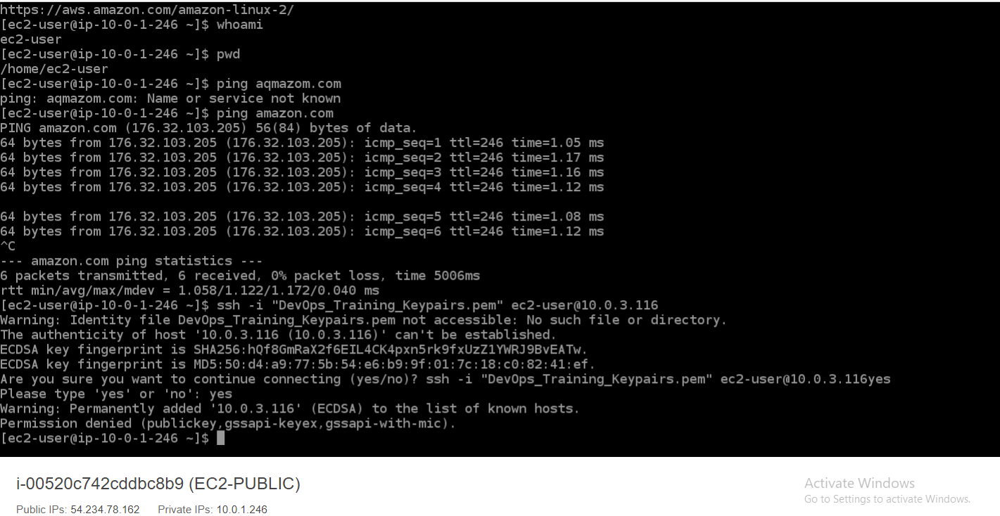 https://aws.amazon.com/amazon-linux-2/
[ec2-user@ip-10-0-1-246 ~]$ whoami
ec2-user
[ec2-user@ip-10-0-1-246 ~]$ pwd
/home/ec2-user
[ec2-user@ip-10-0-1-246 ~]$ ping aqmazom.com
ping: aqmazom.com: Name or service not known
[ec2-user@ip-10-0-1-246 ~]$ ping amazon.com
PING amazon.com (176.32.103.205) 56(84) bytes of data.
64 bytes from 176.32.103.205 (176.32.103.205): icmp_seq=1 ttl=246 time=1.05 ms
64 bytes from 176.32.103.205 (176.32.103.205): icmp_seq=2 ttl=246 time=1.17 ms
64 bytes from 176.32.103.205 (176.32.103.205): icmp_seq=3 ttl=246 time=1.16 ms
64 bytes from 176.32.103.205 (176.32.103.205): icmp_seq=4 ttl=246 time=1.12 ms
64 bytes from 176.32.103.205 (176.32.103.205): icmp_seq=5 ttl=246 time=1.08 ms
64 bytes from 176.32.103.205 (176.32.103.205): icmp_seq=6 ttl=246 time=1.12 ms
^C
--- amazon.com ping statistics ---
6 packets transmitted, 6 received, 0% packet loss, time 5006ms
rtt min/avg/max/mdev = 1.058/1.122/1.172/0.040 ms
[ec2-user@ip-10-0-1-246 ~]$ ssh -i "DevOps_Training_Keypairs.pem" ec2-user@10.0.3.116
Warning: Identity file DevOps_Training_Keypairs.pem not accessible: No such file or directory.
The authenticity of host '10.0.3.116 (10.0.3.116)' can't be established.
ECDSA key fingerprint is SHA256:hQf8GmRaX2f6EIL4CK4pxn5rk9fxUzZ1YWRJ9BvEATw.
ECDSA key fingerprint is MD5:50:d4:a9:77:5b:54:e6:b9:9f:01:7c:18:c0:82:41:ef.
Are you sure you want to continue connecting (yes/no)? ssh -i "DevOps_Training_Keypairs.pem" ec2-user@10.0.3.116yes
Please type 'yes' or 'no': yes
Warning: Permanently added '10.0.3.116' (ECDSA) to the list of known hosts.
Permission denied (publickey,gssapi-keyex,gssapi-with-mic).
[ec2-user@ip-10-0-1-246 ~]$
i-00520c742cddbc8b9 (EC2-PUBLIC)
Public IPs: 54.234.78.162 Private IPs: 10.0.1.246
Activate Windows
Go to Settings to activate Windows.